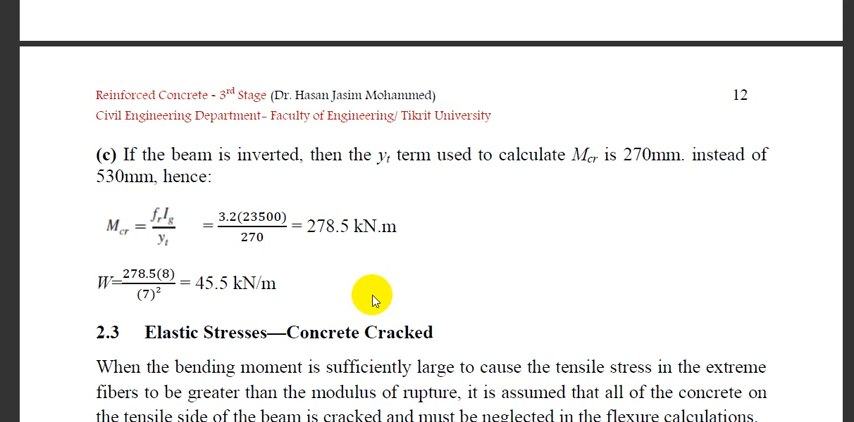 Reinforced Concrete - 3rd Stage (Dr. Hasan Jasim Mohammed) 12
Civil Engineering Department- Faculty of Engineering/ Tikrit University
(c) If the beam is inverted, then the yt term used to calculate Mcr is 270mm. instead of
530mm, hence:
Mcr = frIg / yt = 3.2(23500) / 270 = 278.5 kN.m
W= 278.5(8) / (7)² = 45.5 kN/m
2.3 Elastic Stresses—Concrete Cracked
When the bending moment is sufficiently large to cause the tensile stress in the extreme
fibers to be greater than the modulus of rupture, it is assumed that all of the concrete on
the tensile side of the beam is cracked and must be neglected in the flexure calculations.